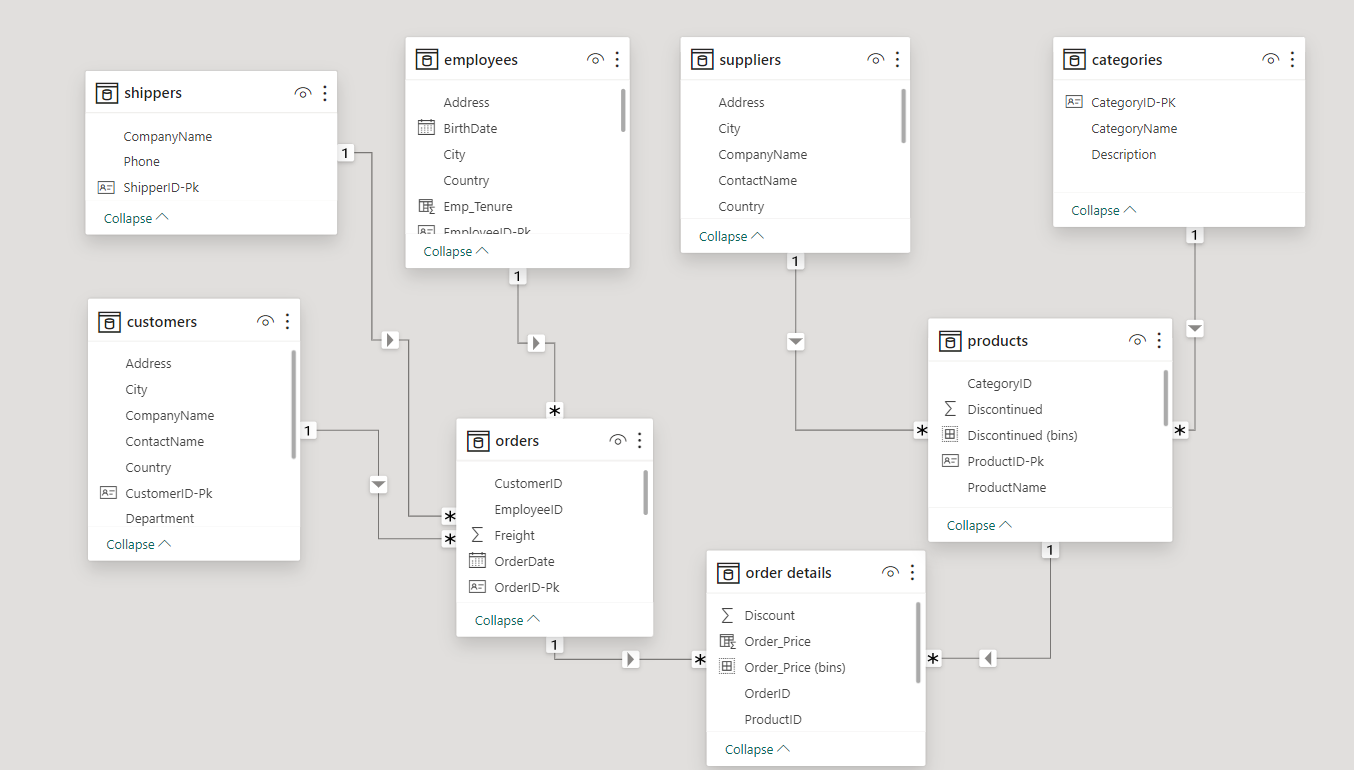 shippers
CompanyName
Phone
ShipperID-Pk
Collapse
1
employees
Address
BirthDate
City
Country
Emp_Tenure
EmployeeID-Pk
Collapse
1
suppliers
Address
City
CompanyName
ContactName
Country
Collapse
1
categories
CategoryID-PK
CategoryName
Description
Collapse
1
customers
Address
City
CompanyName
ContactName
Country
CustomerID-Pk
Department
Collapse
1
*
orders
CustomerID
EmployeeID
Freight
OrderDate
OrderID-Pk
Collapse
*
*
1
products
CategoryID
Discontinued
Discontinued (bins)
ProductID-Pk
ProductName
Collapse
*
*
1
order details
Discount
Order_Price
Order_Price (bins)
OrderID
ProductID
Collapse
*
*